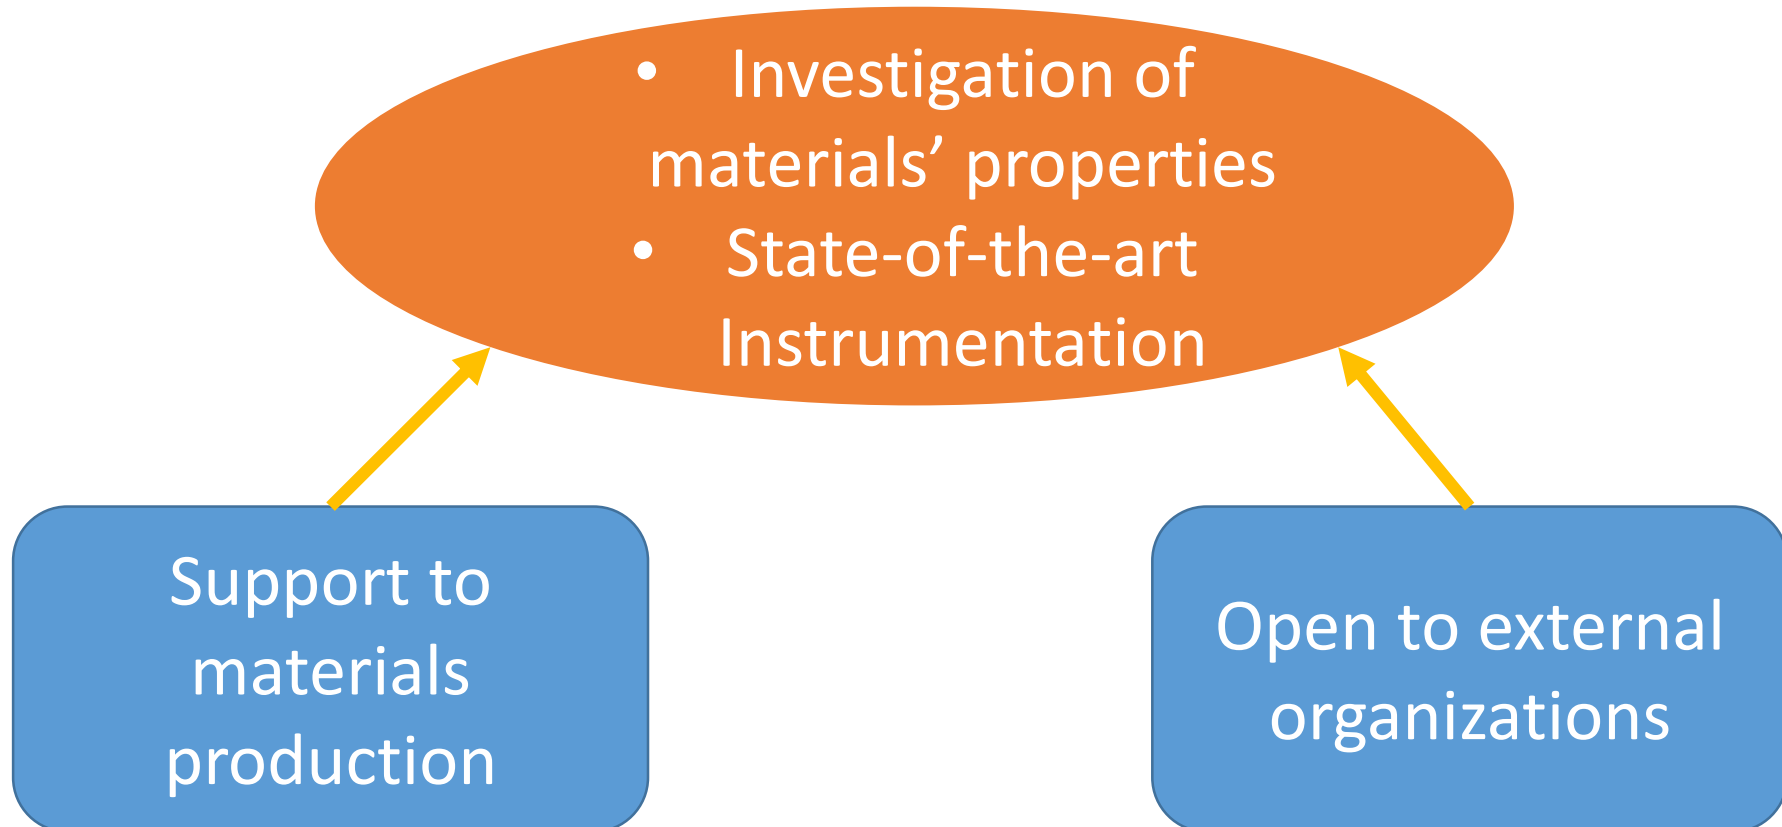 • Investigation of
materials’ properties
• State-of-the-art
Instrumentation
Support to
materials
production
Open to external
organizations